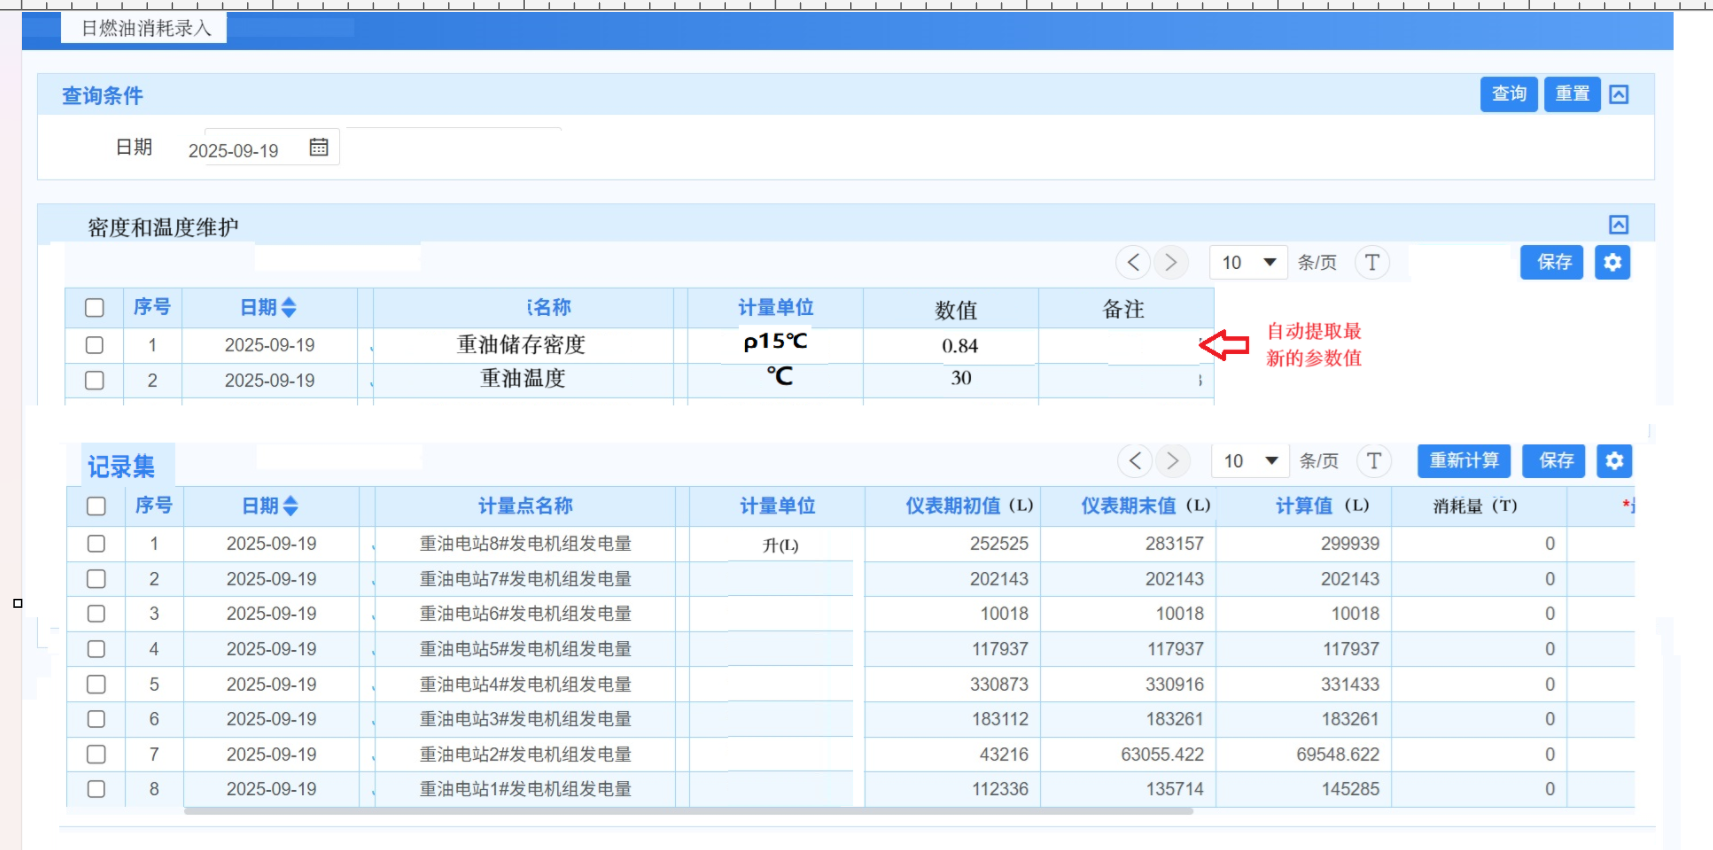 日燃油消耗录入
查询条件 查询 重置
日期 2025-09-19
密度和温度维护
10 条/页 T 保存
序号 日期 名称 计量单位 数值 备注
1 2025-09-19 重油储存密度 ρ15℃ 0.84
2 2025-09-19 重油温度 ℃ 30
自动提取最
新的参数值
记录集 10 条/页 T 重新计算 保存
序号 日期 计量点名称 计量单位 仪表期初值 (L) 仪表期末值 (L) 计算值 (L) 消耗量 (T) *
1 2025-09-19 重油电站8#发电机组发电量 升(L) 252525 283157 299939 0
2 2025-09-19 重油电站7#发电机组发电量 202143 202143 202143 0
3 2025-09-19 重油电站6#发电机组发电量 10018 10018 10018 0
4 2025-09-19 重油电站5#发电机组发电量 117937 117937 117937 0
5 2025-09-19 重油电站4#发电机组发电量 330873 330916 331433 0
6 2025-09-19 重油电站3#发电机组发电量 183112 183261 183261 0
7 2025-09-19 重油电站2#发电机组发电量 43216 63055.422 69548.622 0
8 2025-09-19 重油电站1#发电机组发电量 112336 135714 145285 0